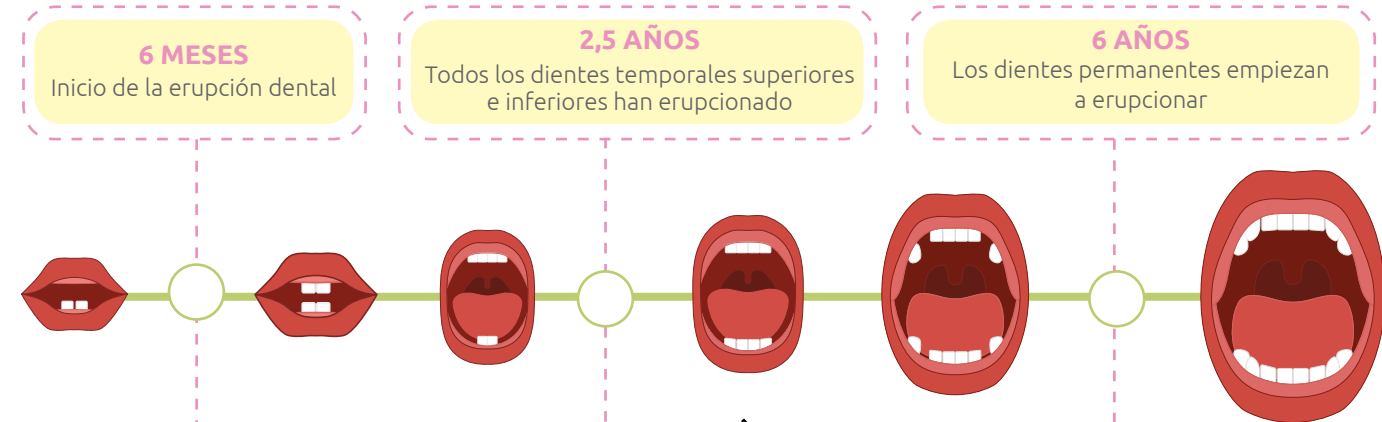 6 MESES
Inicio de la erupción dental
2,5 AÑOS
Todos los dientes temporales superiores
e inferiores han erupcionado
6 AÑOS
Los dientes permanentes empiezan
a erupcionar